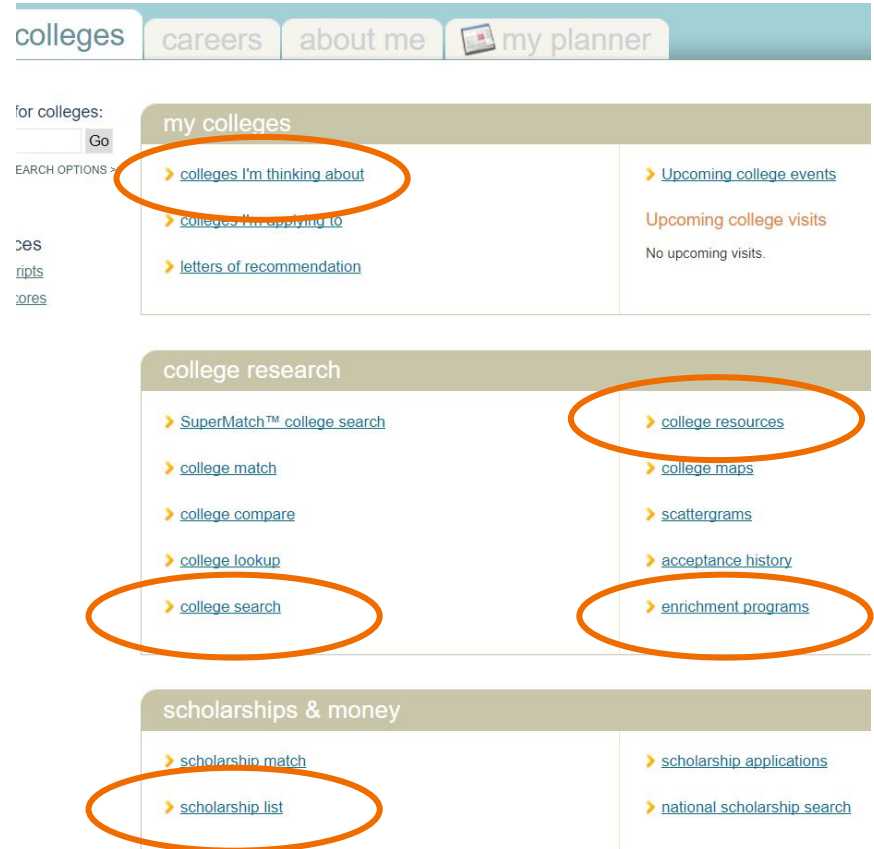 colleges careers about me my planner
for colleges:
Go
EARCH OPTIONS >
ces
ripts
cores
my colleges
colleges I'm thinking about
colleges I'm applying to
letters of recommendation
Upcoming college events
Upcoming college visits
No upcoming visits.
college research
SuperMatch™ college search
college match
college compare
college lookup
college search
college resources
college maps
scattergrams
acceptance history
enrichment programs
scholarships & money
scholarship match
scholarship list
scholarship applications
national scholarship search